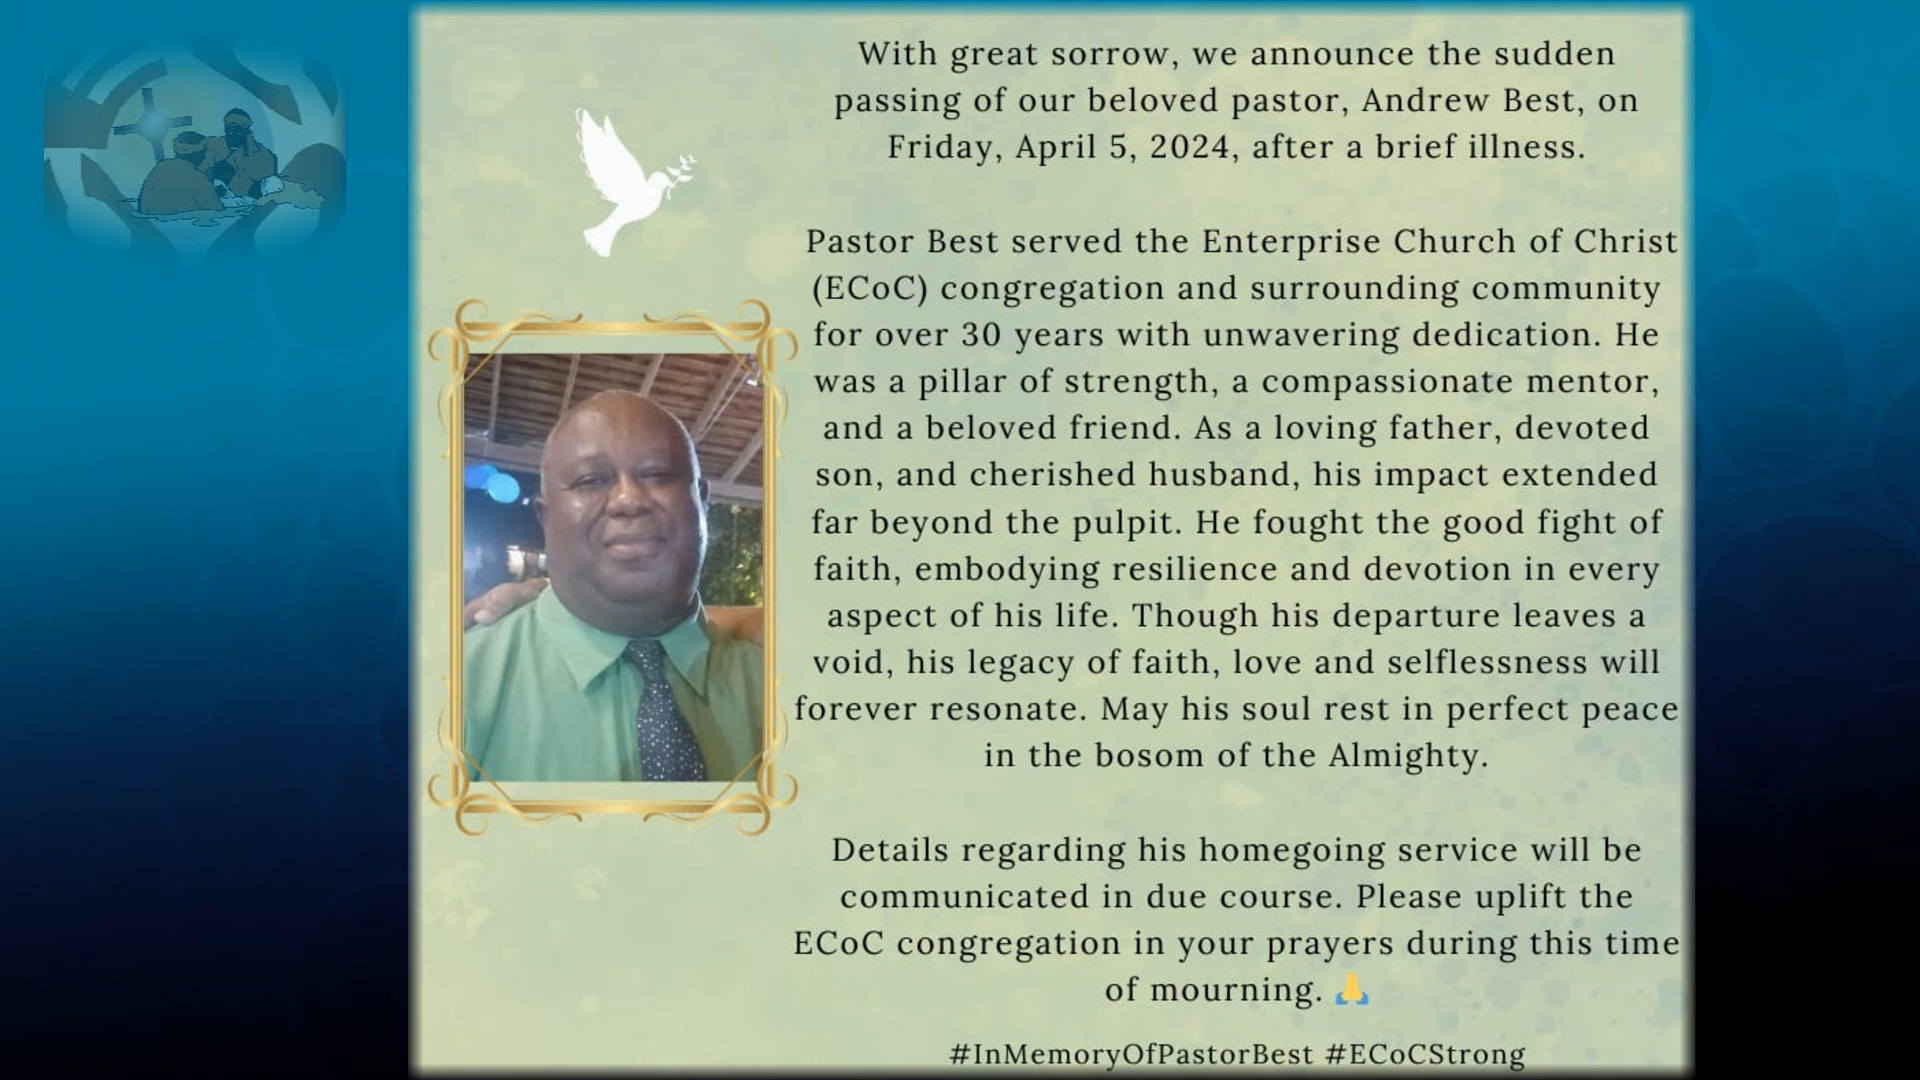 With great sorrow, we announce the sudden
passing of our beloved pastor, Andrew Best, on
Friday, April 5, 2024, after a brief illness.
Pastor Best served the Enterprise Church of Christ
(ECoC) congregation and surrounding community
for over 30 years with unwavering dedication. He
was a pillar of strength, a compassionate mentor,
and a beloved friend. As a loving father, devoted
son, and cherished husband, his impact extended
far beyond the pulpit. He fought the good fight of
faith, embodying resilience and devotion in every
aspect of his life. Though his departure leaves a
void, his legacy of faith, love and selflessness will
forever resonate. May his soul rest in perfect peace
in the bosom of the Almighty.
Details regarding his homegoing service will be
communicated in due course. Please uplift the
ECoC congregation in your prayers during this time
of mourning. 🙏
#InMemoryOfPastorBest #ECoCStrong